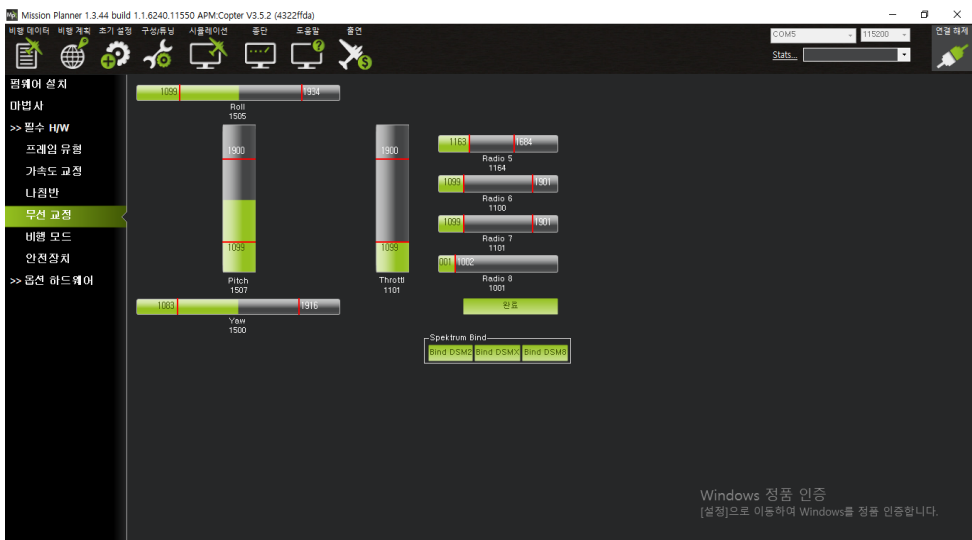 Mission Planner 1.3.44 build 1.1.6240.11550 APM:Copter V3.5.2 (4322ffda)
비행 데이터 비행 계획 초기 설정 구성/튜닝 시뮬레이션 종단 도움말 출연
COM5 115200 연결 해제
Stats...
펌웨어 설치
마법사
>> 필수 H/W
프레임 유형
가속도 교정
나침반
무선 교정
비행 모드
안전장치
>> 옵션 하드웨어
1099 1934
Roll
1505
1900
1099
Pitch
1507
1900
1099
Throttl
1101
1163 1684
Radio 5
1164
1099 1901
Radio 6
1100
1099 1901
Radio 7
1101
001 1002
Radio 8
1001
완료
1083 1916
Yaw
1500
Spektrum Bind
Bind DSM2 Bind DSMX Bind DSM8
Windows 정품 인증
[설정]으로 이동하여 Windows를 정품 인증합니다.